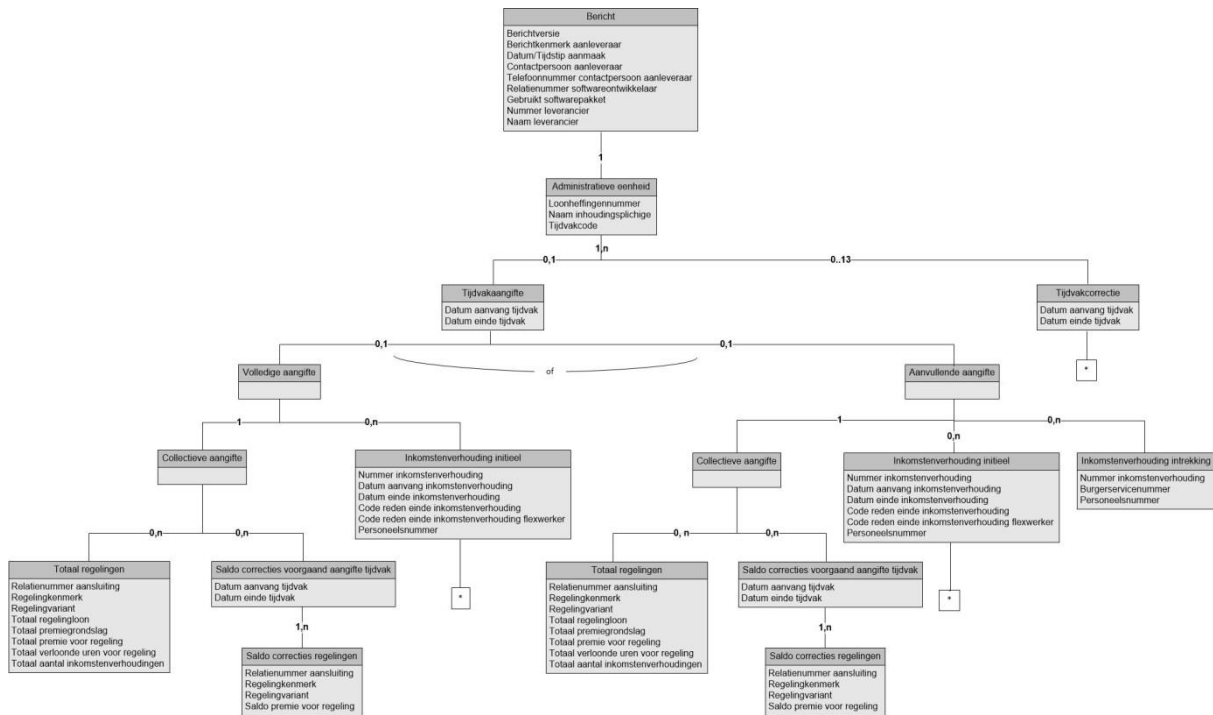 Bericht
Berichtversie
Berichtkenmerk aanleveraar
Datum/Tijdstip aanmaak
Contactpersoon aanleveraar
Telefoonnummer contactpersoon aanleveraar
Relatienummer softwareontwikkelaar
Gebruikt softwarepakket
Nummer leverancier
Naam leverancier
1
Administratieve eenheid
Loonheffingennummer
Naam inhoudingsplichige
Tijdvakcode
1,n
0,1
0..13
Tijdvakaangifte
Datum aanvang tijdvak
Datum einde tijdvak
Tijdvakcorrectie
Datum aanvang tijdvak
Datum einde tijdvak
*
0,1
0,1
of
Volledige aangifte
Aanvullende aangifte
1
0,n
1
0,n
0,n
Collectieve aangifte
Inkomstenverhouding initieel
Nummer inkomstenverhouding
Datum aanvang inkomstenverhouding
Datum einde inkomstenverhouding
Code reden einde inkomstenverhouding
Code reden einde inkomstenverhouding flexwerker
Personeelsnummer
*
Collectieve aangifte
Inkomstenverhouding initieel
Nummer inkomstenverhouding
Datum aanvang inkomstenverhouding
Datum einde inkomstenverhouding
Code reden einde inkomstenverhouding
Code reden einde inkomstenverhouding flexwerker
Personeelsnummer
*
Inkomstenverhouding intrekking
Nummer inkomstenverhouding
Burgerservicenummer
Personeelsnummer
0,n
0,n
Totaal regelingen
Relatienummer aansluiting
Regelingkenmerk
Regelingvariant
Totaal regelingloon
Totaal premiegrondslag
Totaal premie voor regeling
Totaal verloonde uren voor regeling
Totaal aantal inkomstenverhoudingen
Saldo correcties voorgaand aangifte tijdvak
Datum aanvang tijdvak
Datum einde tijdvak
1,n
Saldo correcties regelingen
Relatienummer aansluiting
Regelingkenmerk
Regelingvariant
Saldo premie voor regeling
0, n
0,n
Totaal regelingen
Relatienummer aansluiting
Regelingkenmerk
Regelingvariant
Totaal regelingloon
Totaal premiegrondslag
Totaal premie voor regeling
Totaal verloonde uren voor regeling
Totaal aantal inkomstenverhoudingen
Saldo correcties voorgaand aangifte tijdvak
Datum aanvang tijdvak
Datum einde tijdvak
1,n
Saldo correcties regelingen
Relatienummer aansluiting
Regelingkenmerk
Regelingvariant
Saldo premie voor regeling